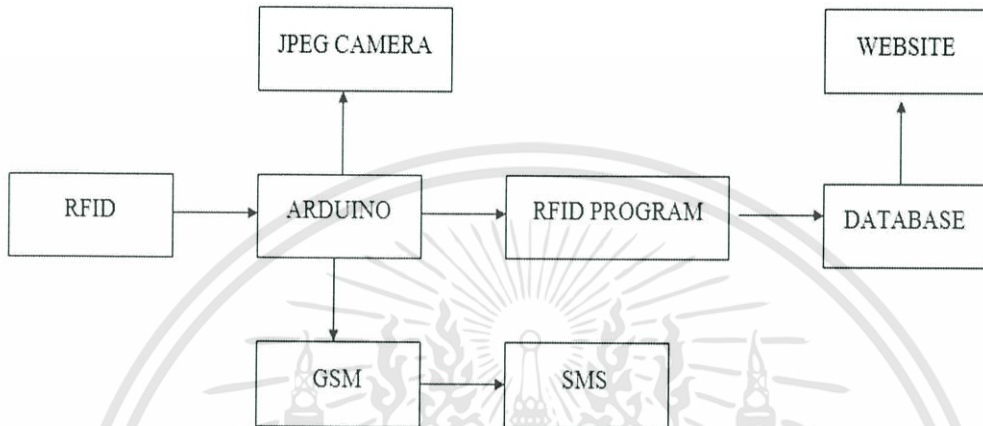 JPEG CAMERA
WEBSITE
RFID
ARDUINO
RFID PROGRAM
DATABASE
GSM
SMS